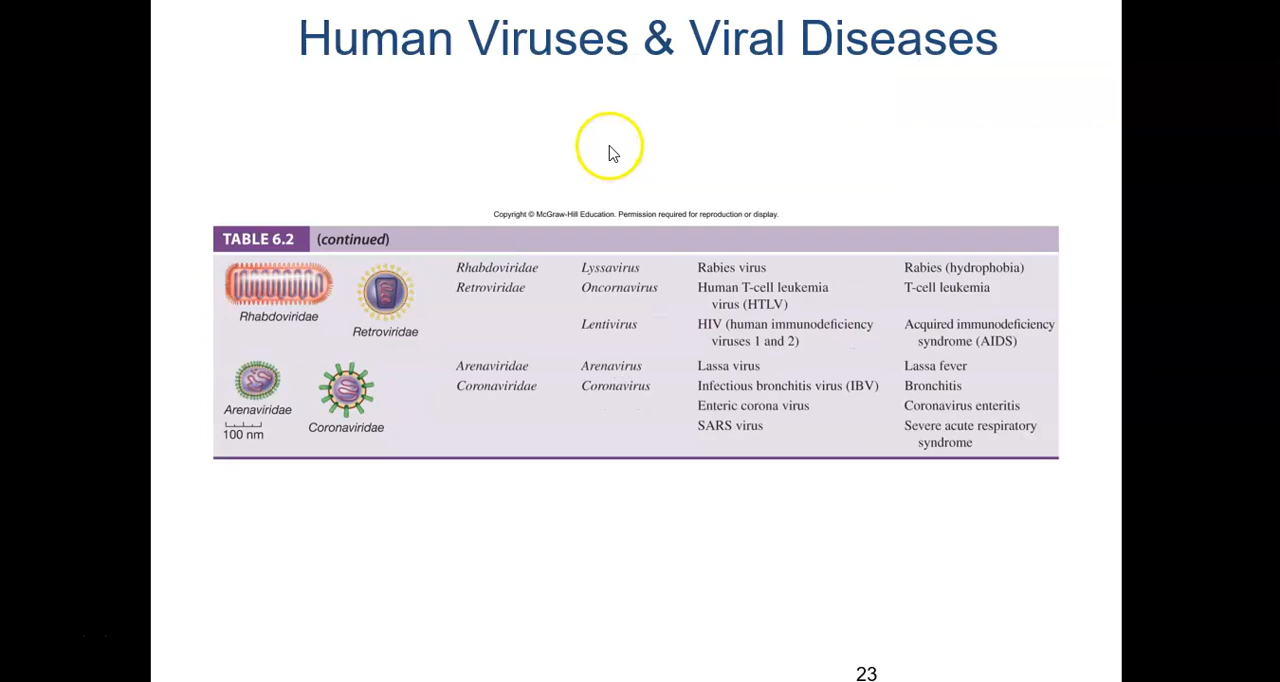 Human Viruses & Viral Diseases
Copyright © McGraw-Hill Education. Permission required for reproduction or display.
TABLE 6.2 (continued)
Rhabdoviridae
Retroviridae
Arenaviridae
100 nm
Coronaviridae
Rhabdoviridae Lyssavirus Rabies virus Rabies (hydrophobia)
Retroviridae Oncornavirus Human T-cell leukemia T-cell leukemia
virus (HTLV)
Lentivirus HIV (human immunodeficiency Acquired immunodeficiency
viruses 1 and 2) syndrome (AIDS)
Arenaviridae Arenavirus Lassa virus Lassa fever
Coronaviridae Coronavirus Infectious bronchitis virus (IBV) Bronchitis
Enteric corona virus Coronavirus enteritis
SARS virus Severe acute respiratory
syndrome
23